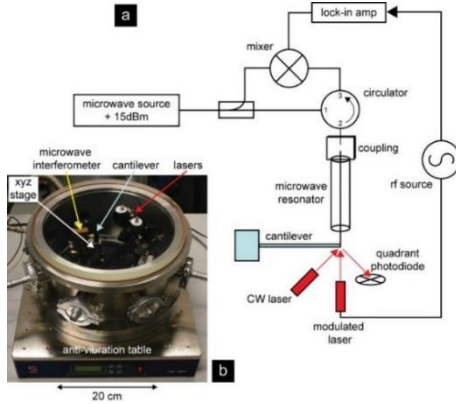 a
lock-in amp
mixer
microwave source
+ 15dBm
3
1
2
circulator
coupling
microwave
resonator
rf source
cantilever
quadrant
photodiode
CW laser
modulated
laser
microwave
interferometer
cantilever
lasers
xyz
stage
anti-vibration table
b
20 cm